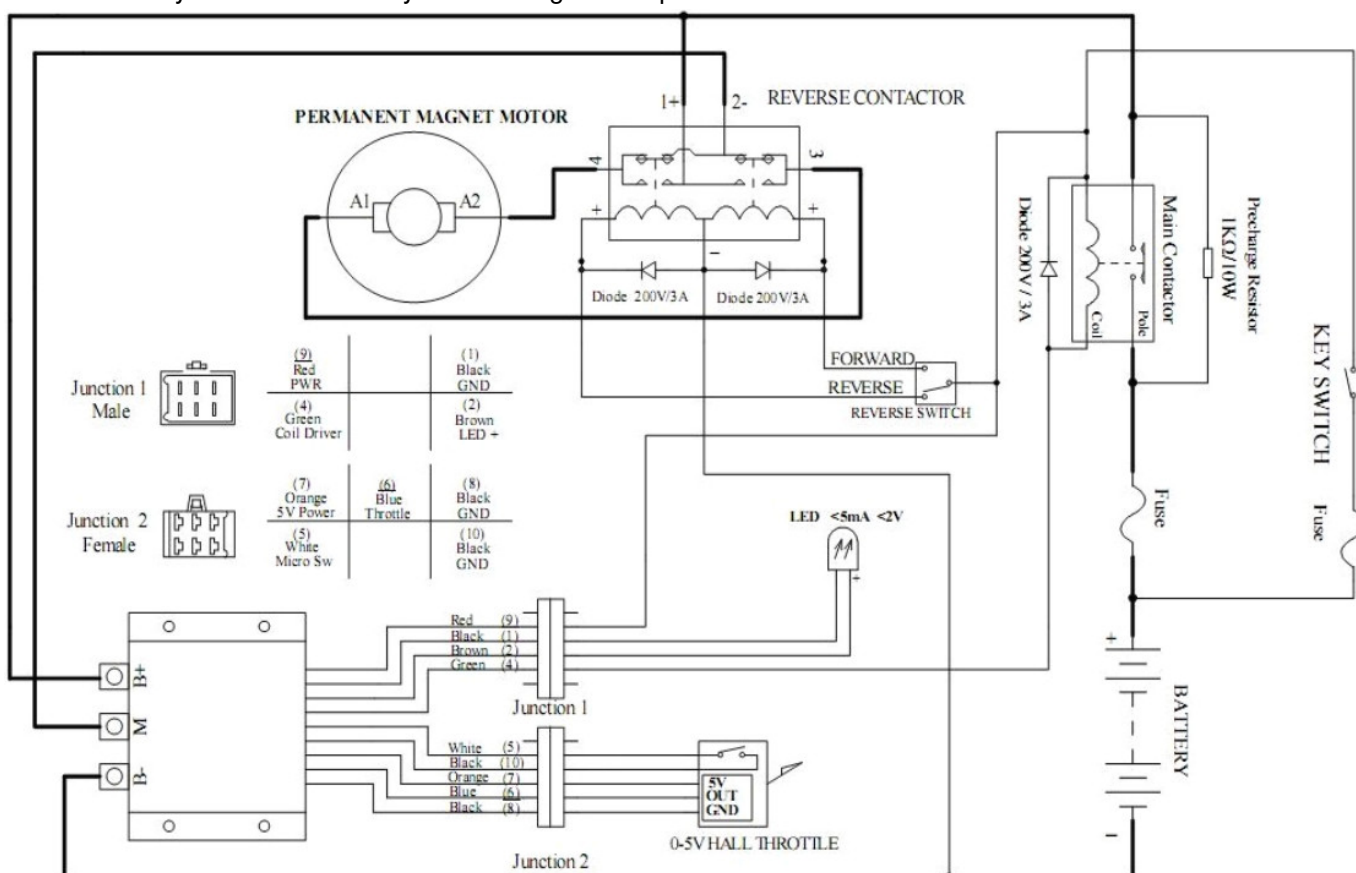 1+
2-
REVERSE CONTACTOR
PERMANENT MAGNET MOTOR
4
3
A1
A2
+
+
−
Diode 200V/3A
Diode 200V/3A
Diode 200V / 3A
Main Contactor
Coil
Pole
Precharge Resistor
1KΩ/10W
KEY SWITCH
Fuse
Fuse
FORWARD
REVERSE
REVERSE SWITCH
Junction 1
Male
(9)
Red
PWR
(1)
Black
GND
(4)
Green
Coil Driver
(2)
Brown
LED +
Junction 2
Female
(7)
Orange
5V Power
(6)
Blue
Throttle
(8)
Black
GND
(5)
White
Micro Sw
(10)
Black
GND
LED <5mA <2V
+
B+
M
B-
Red (9)
Black (1)
Brown (2)
Green (4)
Junction 1
White (5)
Black (10)
Orange (7)
Blue (6)
Black (8)
Junction 2
5V
OUT
GND
0-5V HALL THROTTLE
+
BATTERY
−